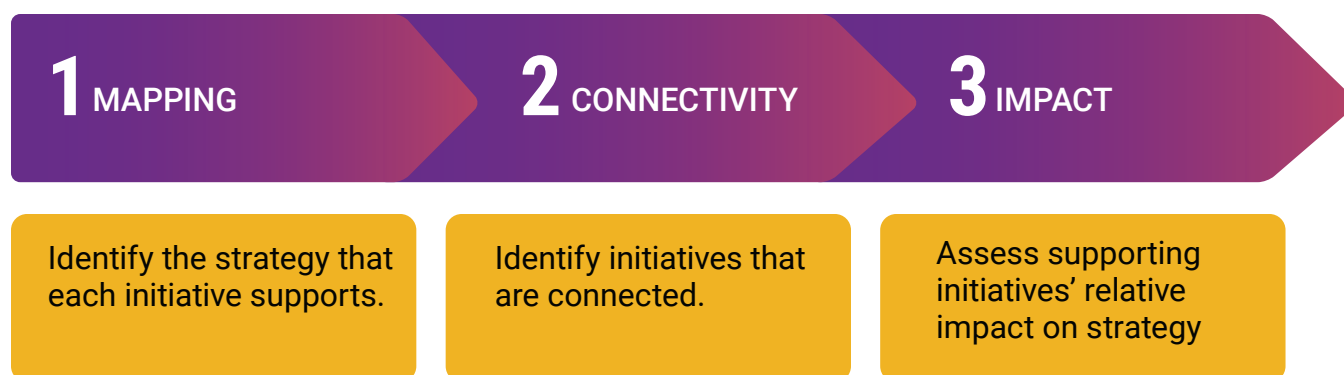 1 MAPPING
2 CONNECTIVITY
3 IMPACT
Identify the strategy that
each initiative supports.
Identify initiatives that
are connected.
Assess supporting
initiatives’ relative
impact on strategy